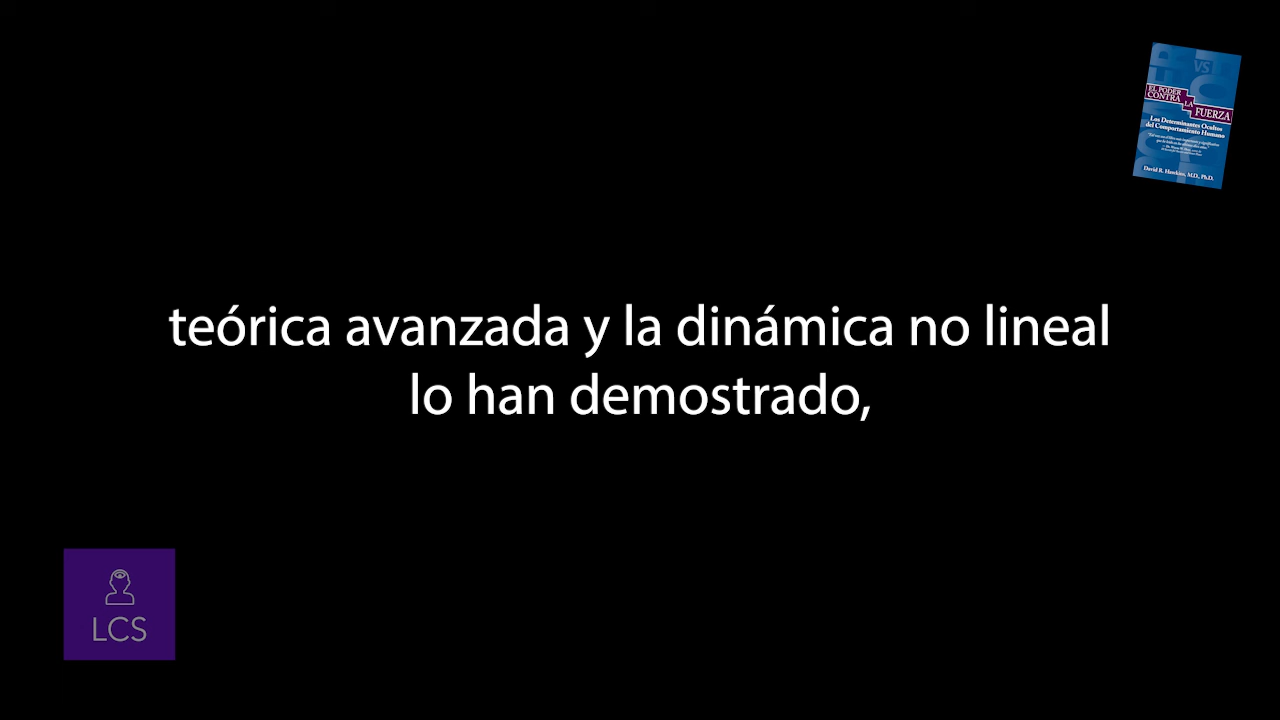 VS
EL PODER
CONTRA
LA
FUERZA
Los Determinantes Ocultos
del Comportamiento Humano
David R. Hawkins, M.D., Ph.D.
teórica avanzada y la dinámica no lineal
lo han demostrado,
LCS